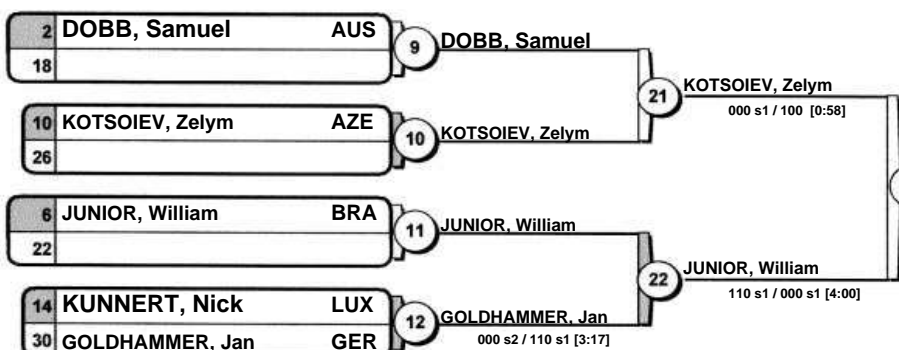 2 DOBB, Samuel AUS
18
9 DOBB, Samuel
10 KOTSOIEV, Zelym AZE
26
10 KOTSOIEV, Zelym
21 KOTSOIEV, Zelym
000 s1 / 100 [0:58]
6 JUNIOR, William BRA
22
11 JUNIOR, William
14 KUNNERT, Nick LUX
30 GOLDHAMMER, Jan GER
12 GOLDHAMMER, Jan
000 s2 / 110 s1 [3:17]
22 JUNIOR, William
110 s1 / 000 s1 [4:00]